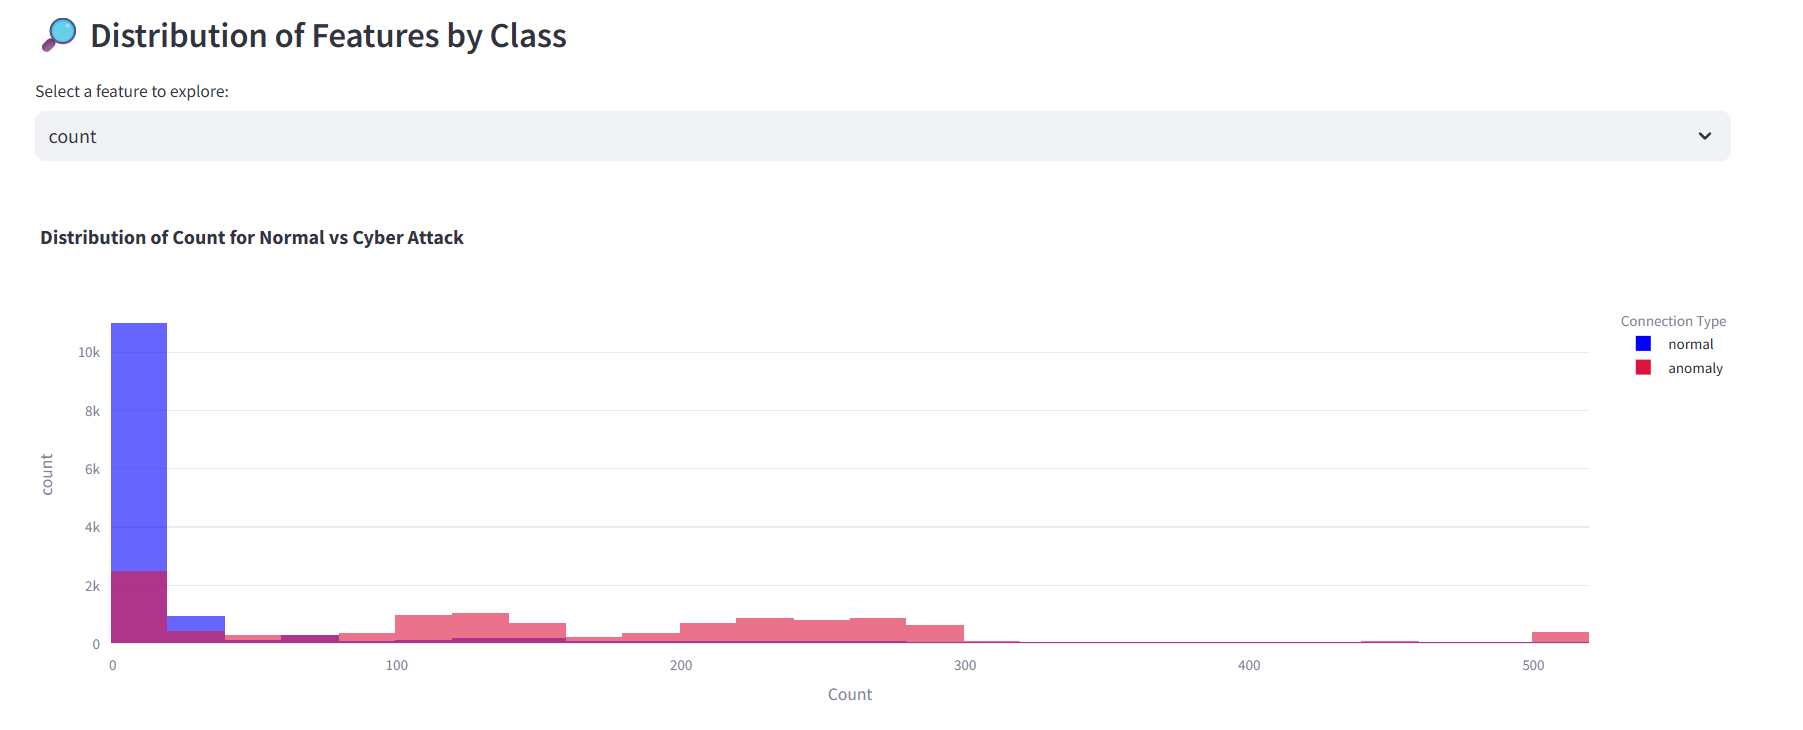 Distribution of Features by Class
Select a feature to explore:
count
Distribution of Count for Normal vs Cyber Attack
Connection Type
normal
anomaly
10k
8k
6k
4k
2k
0
count
0 100 200 300 400 500
Count